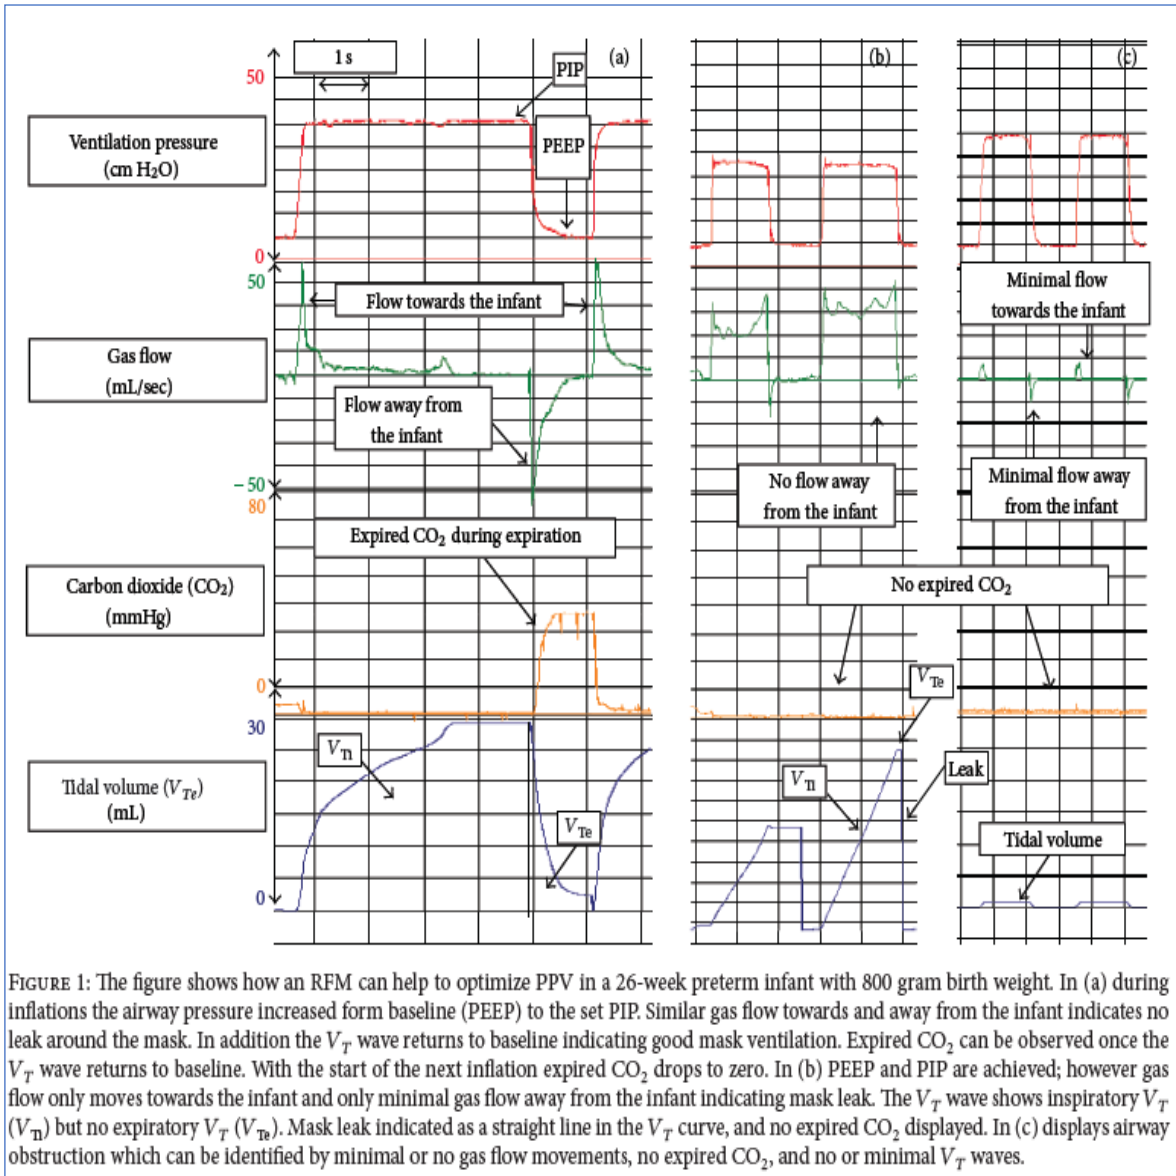 1 s
(a)
(b)
(c)
50
PIP
Ventilation pressure
(cm H₂O)
PEEP
0
50
Flow towards the infant
Minimal flow
towards the infant
Gas flow
(mL/sec)
Flow away from
the infant
−50
80
No flow away
from the infant
Minimal flow away
from the infant
Expired CO₂ during expiration
Carbon dioxide (CO₂)
(mmHg)
No expired CO₂
0
V_Te
30
V_Ti
V_Ti
Leak
Tidal volume (V_Te)
(mL)
V_Te
Tidal volume
0
FIGURE 1: The figure shows how an RFM can help to optimize PPV in a 26-week preterm infant with 800 gram birth weight. In (a) during
inflations the airway pressure increased form baseline (PEEP) to the set PIP. Similar gas flow towards and away from the infant indicates no
leak around the mask. In addition the V_T wave returns to baseline indicating good mask ventilation. Expired CO₂ can be observed once the
V_T wave returns to baseline. With the start of the next inflation expired CO₂ drops to zero. In (b) PEEP and PIP are achieved; however gas
flow only moves towards the infant and only minimal gas flow away from the infant indicating mask leak. The V_T wave shows inspiratory V_T
(V_Ti) but no expiratory V_T (V_Te). Mask leak indicated as a straight line in the V_T curve, and no expired CO₂ displayed. In (c) displays airway
obstruction which can be identified by minimal or no gas flow movements, no expired CO₂, and no or minimal V_T waves.